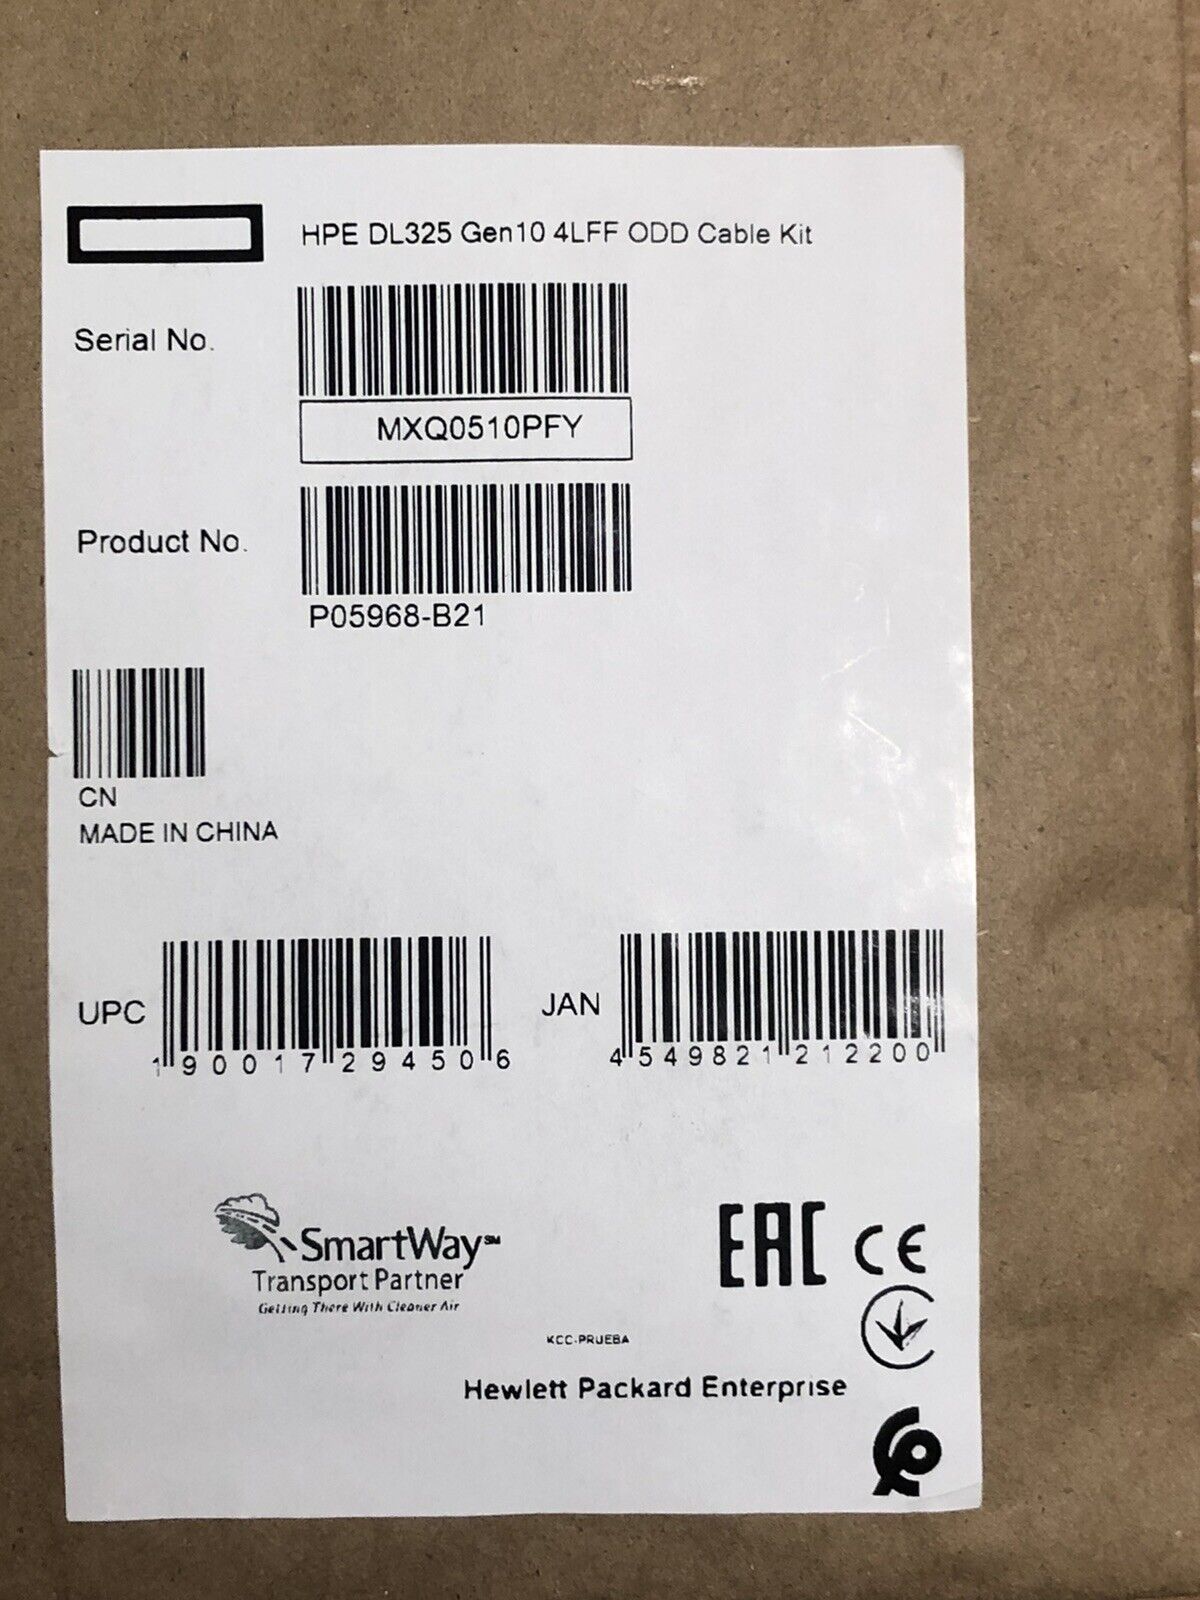 HPE DL325 Gen10 4LFF ODD Cable Kit
Serial No.
MXQ0510PFY
Product No.
P05968-B21
CN
MADE IN CHINA
UPC
1 90017 29450 6
JAN
4 549821 212200
SmartWay SM
Transport Partner
Getting There With Cleaner Air
EAC CE
KCC-PRUEBA
Hewlett Packard Enterprise